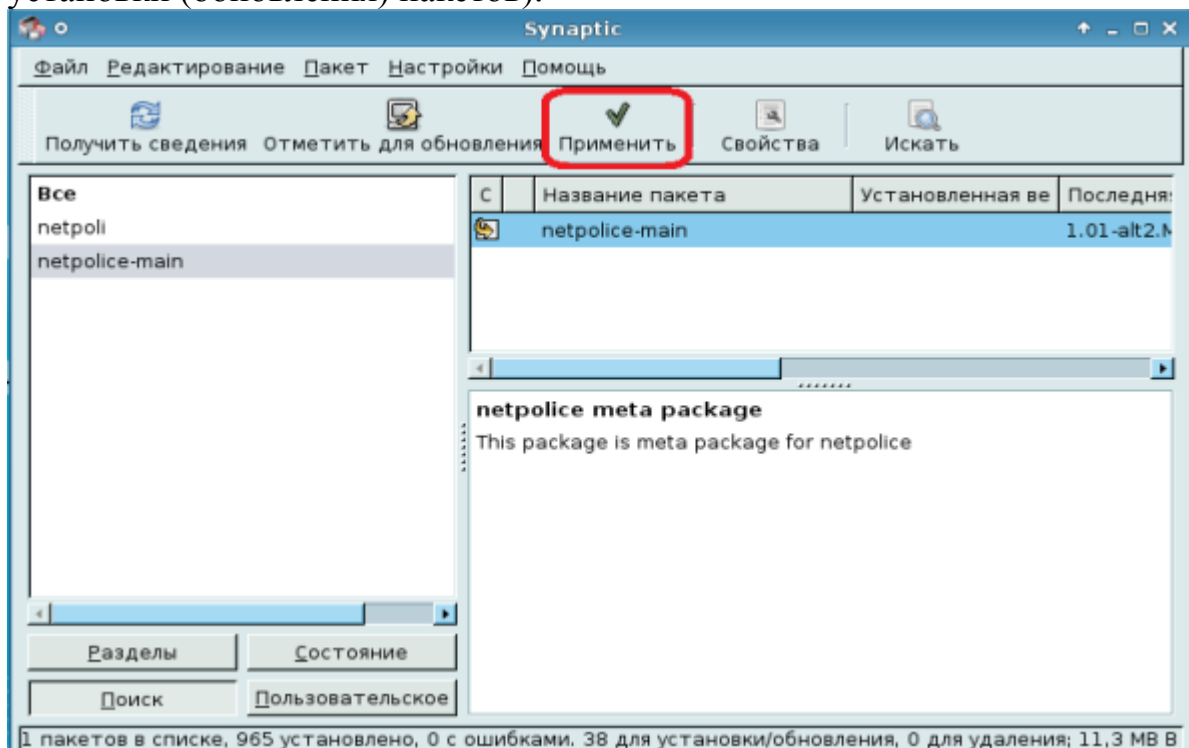 установки (обновления) пакетов).
Synaptic
Файл Редактирование Пакет Настройки Помощь
Получить сведения Отметить для обновления Применить Свойства Искать
Все
netpoli
netpolice-main
С Название пакета Установленная ве Последня
netpolice-main 1.01-alt2.M
netpolice meta package
This package is meta package for netpolice
Разделы Состояние
Поиск Пользовательское
1 пакетов в списке, 965 установлено, 0 с ошибками. 38 для установки/обновления, 0 для удаления; 11,3 MB В